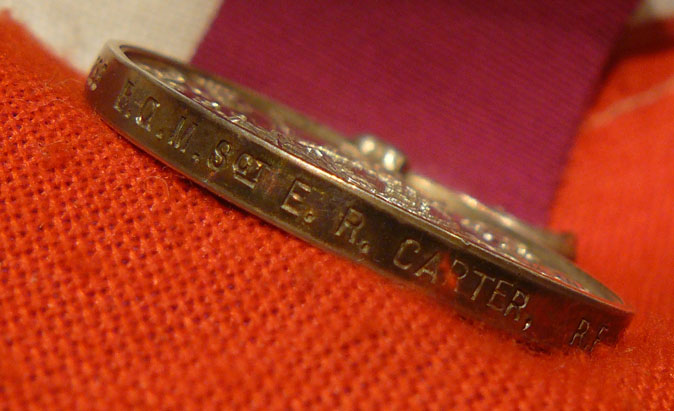 B-Q.M. SGT E. R. CARTER,